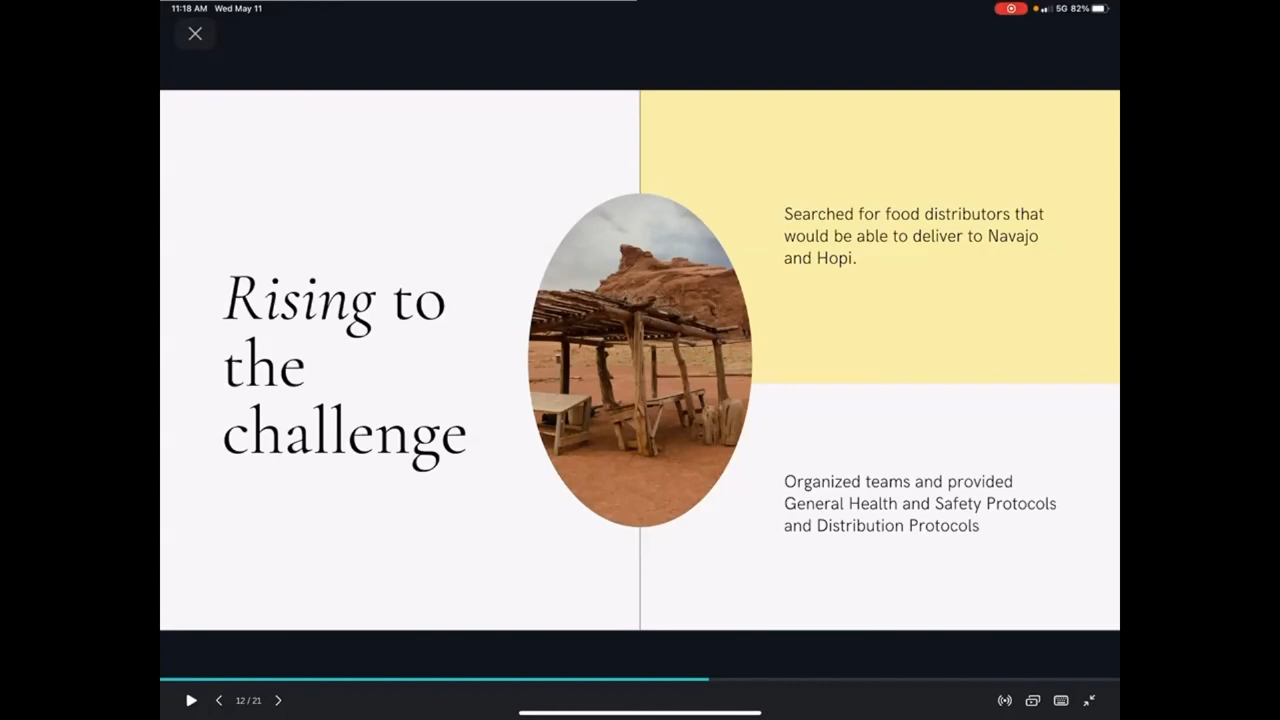 11:18 AM Wed May 11
5G 82%
Rising to
the
challenge
Searched for food distributors that
would be able to deliver to Navajo
and Hopi.
Organized teams and provided
General Health and Safety Protocols
and Distribution Protocols
12 / 21